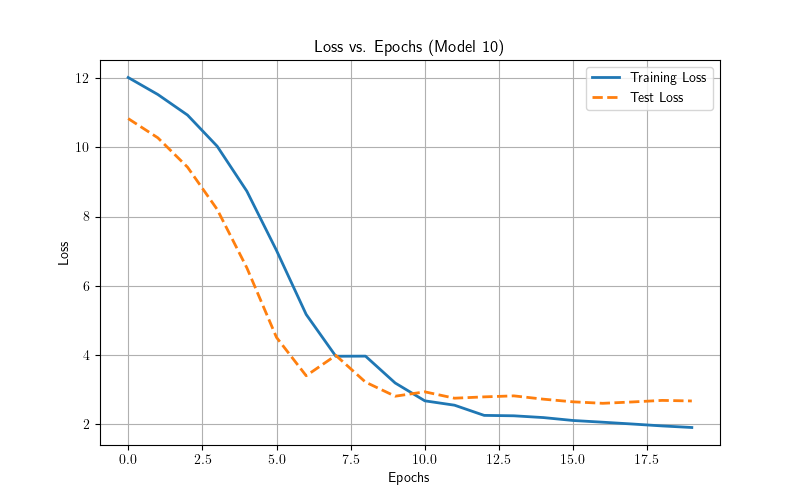 Loss vs. Epochs (Model 10)
Training Loss
Test Loss
12
10
8
6
4
2
Loss
0.0 2.5 5.0 7.5 10.0 12.5 15.0 17.5
Epochs